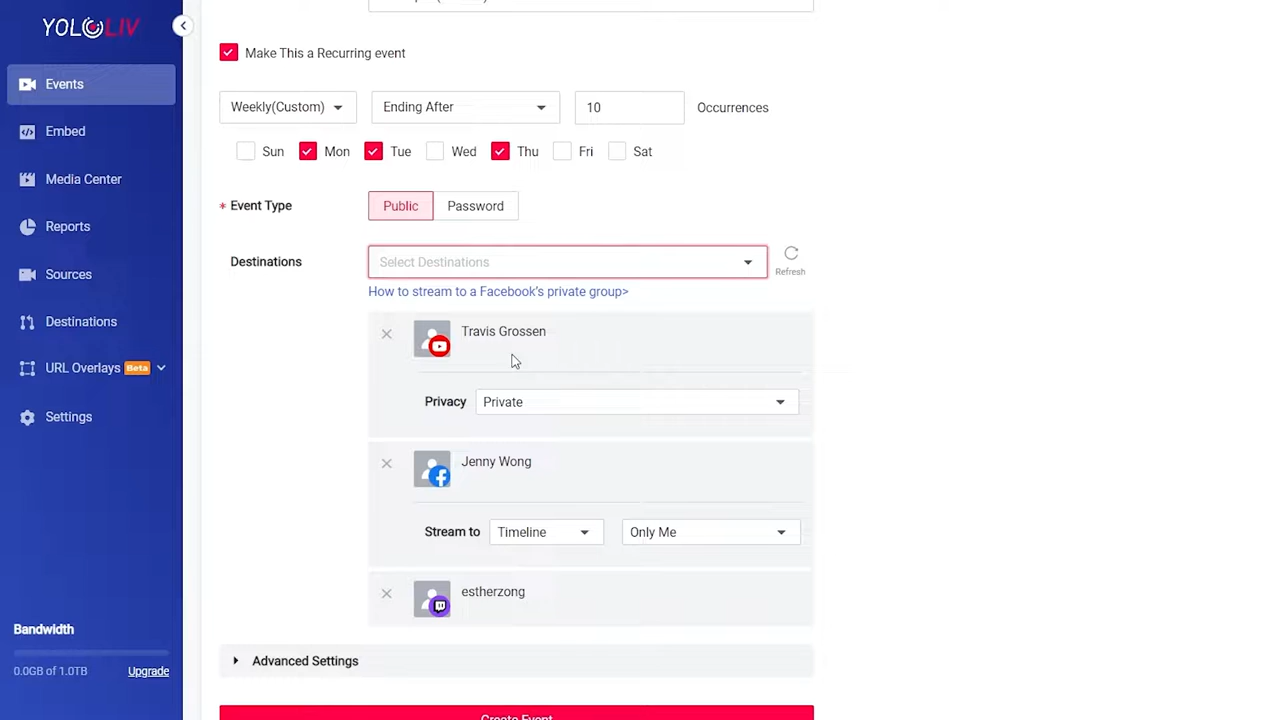 YOLOLIV
Events
Embed
Media Center
Reports
Sources
Destinations
URL Overlays Beta
Settings
Bandwidth
0.0GB of 1.0TB Upgrade
Make This a Recurring event
Weekly(Custom) Ending After 10 Occurrences
Sun Mon Tue Wed Thu Fri Sat
* Event Type Public Password
Destinations Select Destinations Refresh
How to stream to a Facebook's private group>
Travis Grossen
Privacy Private
Jenny Wong
Stream to Timeline Only Me
estherzong
Advanced Settings
Create Event